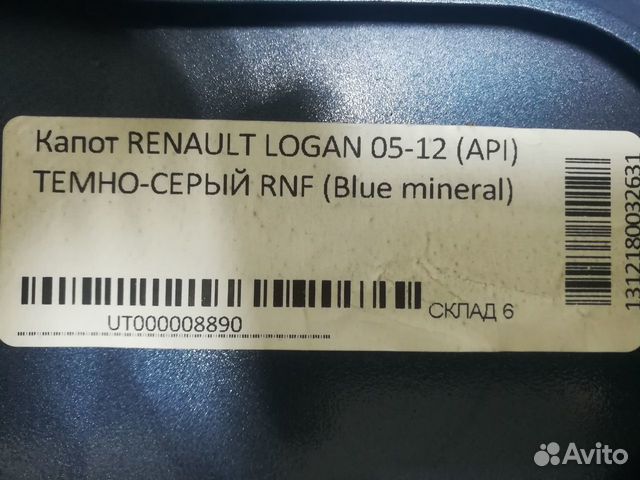 Капот RENAULT LOGAN 05-12 (API)
ТЕМНО-СЕРЫЙ RNF (Blue mineral)
UT000008890
СКЛАД 6
1312180032631
Avito